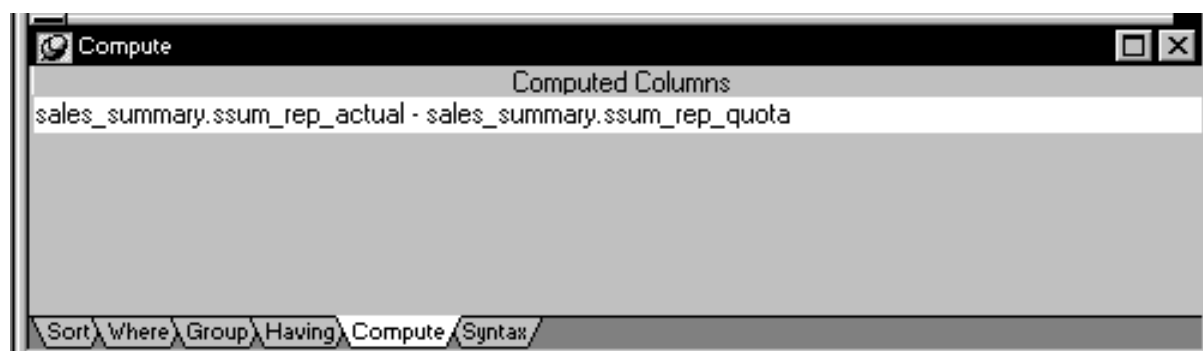 Compute
Computed Columns
sales_summary.ssum_rep_actual - sales_summary.ssum_rep_quota
Sort Where Group Having Compute Syntax